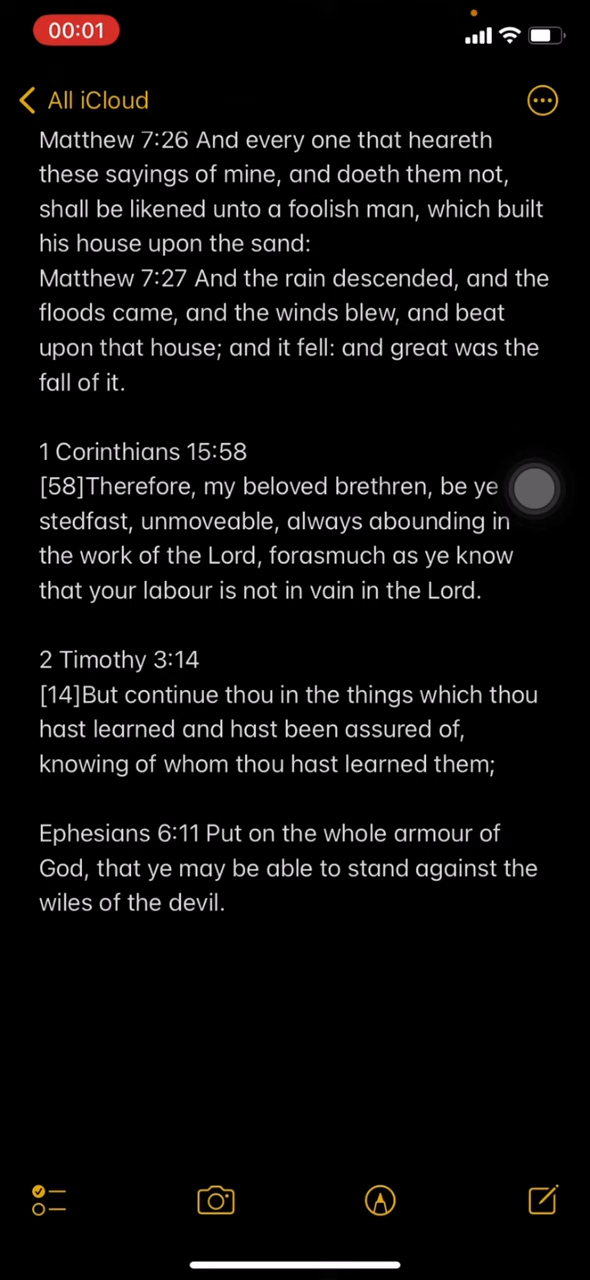 00:01
All iCloud
Matthew 7:26 And every one that heareth
these sayings of mine, and doeth them not,
shall be likened unto a foolish man, which built
his house upon the sand:
Matthew 7:27 And the rain descended, and the
floods came, and the winds blew, and beat
upon that house; and it fell: and great was the
fall of it.
1 Corinthians 15:58
[58]Therefore, my beloved brethren, be ye
stedfast, unmoveable, always abounding in
the work of the Lord, forasmuch as ye know
that your labour is not in vain in the Lord.
2 Timothy 3:14
[14]But continue thou in the things which thou
hast learned and hast been assured of,
knowing of whom thou hast learned them;
Ephesians 6:11 Put on the whole armour of
God, that ye may be able to stand against the
wiles of the devil.